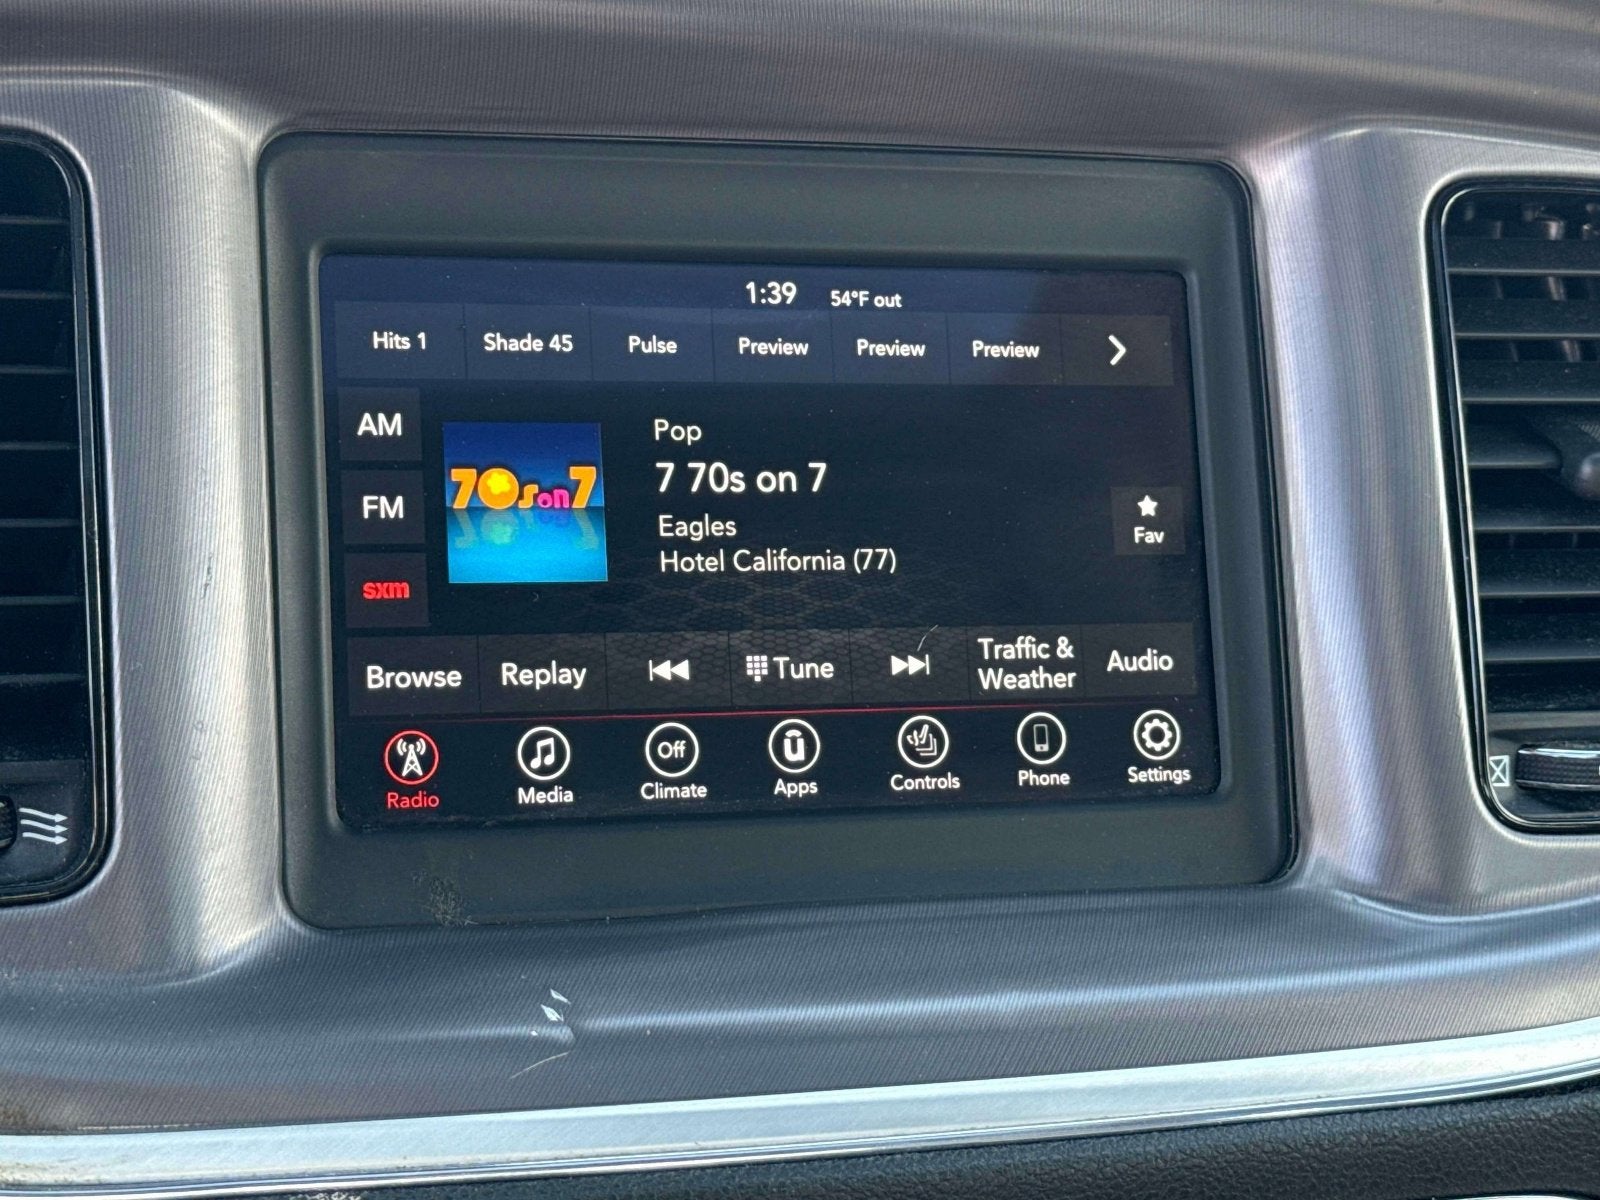 1:39 54°F out
Hits 1 Shade 45 Pulse Preview Preview Preview
AM
FM
sxm
70s on 7
Pop
7 70s on 7
Eagles
Hotel California (77)
Fav
Browse Replay Tune Traffic & Weather Audio
Off
Radio Media Climate Apps Controls Phone Settings